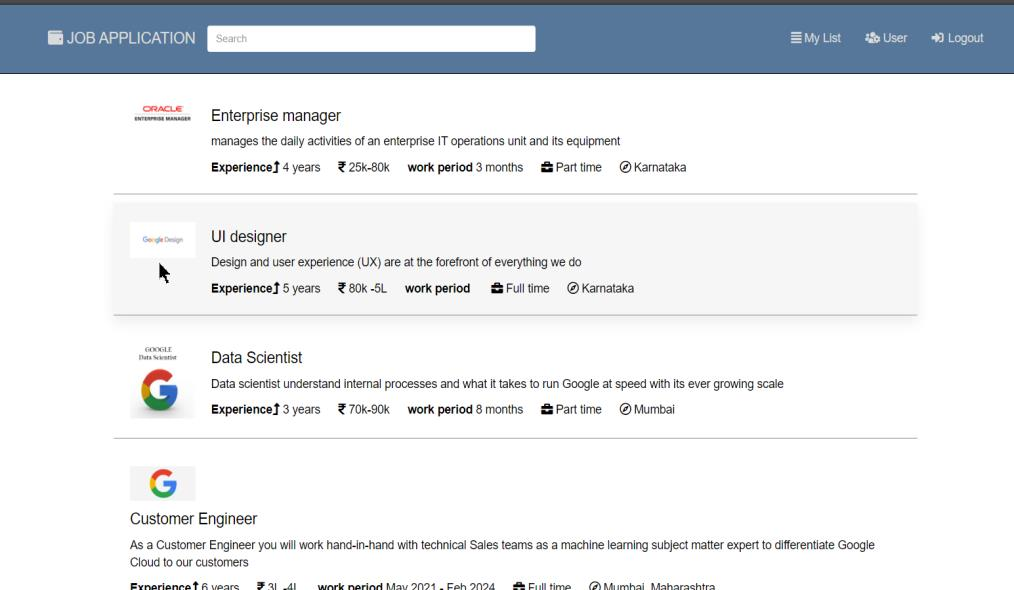 JOB APPLICATION Search My List User Logout
ORACLE
ENTERPRISE MANAGER
Enterprise manager
manages the daily activities of an enterprise IT operations unit and its equipment
Experience 4 years ₹ 25k-80k work period 3 months Part time Karnataka
Google Design
UI designer
Design and user experience (UX) are at the forefront of everything we do
Experience 5 years ₹ 80k -5L work period Full time Karnataka
GOOGLE
Data Scientist
Data Scientist
Data scientist understand internal processes and what it takes to run Google at speed with its ever growing scale
Experience 3 years ₹ 70k-90k work period 8 months Part time Mumbai
Customer Engineer
As a Customer Engineer you will work hand-in-hand with technical Sales teams as a machine learning subject matter expert to differentiate Google
Cloud to our customers
Experience 6 years ₹ 3L -4L work period May 2021 - Feb 2024 Full time Mumbai, Maharashtra